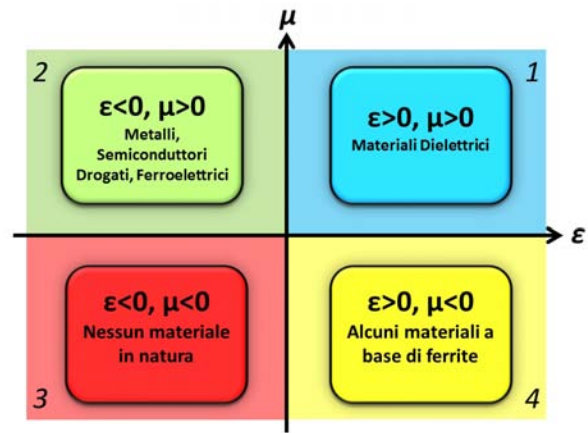 μ
2
1
ε<0, μ>0
Metalli,
Semiconduttori
Drogati, Ferroelettrici
ε>0, μ>0
Materiali Dielettrici
ε
ε<0, μ<0
Nessun materiale
in natura
ε>0, μ<0
Alcuni materiali a
base di ferrite
3
4